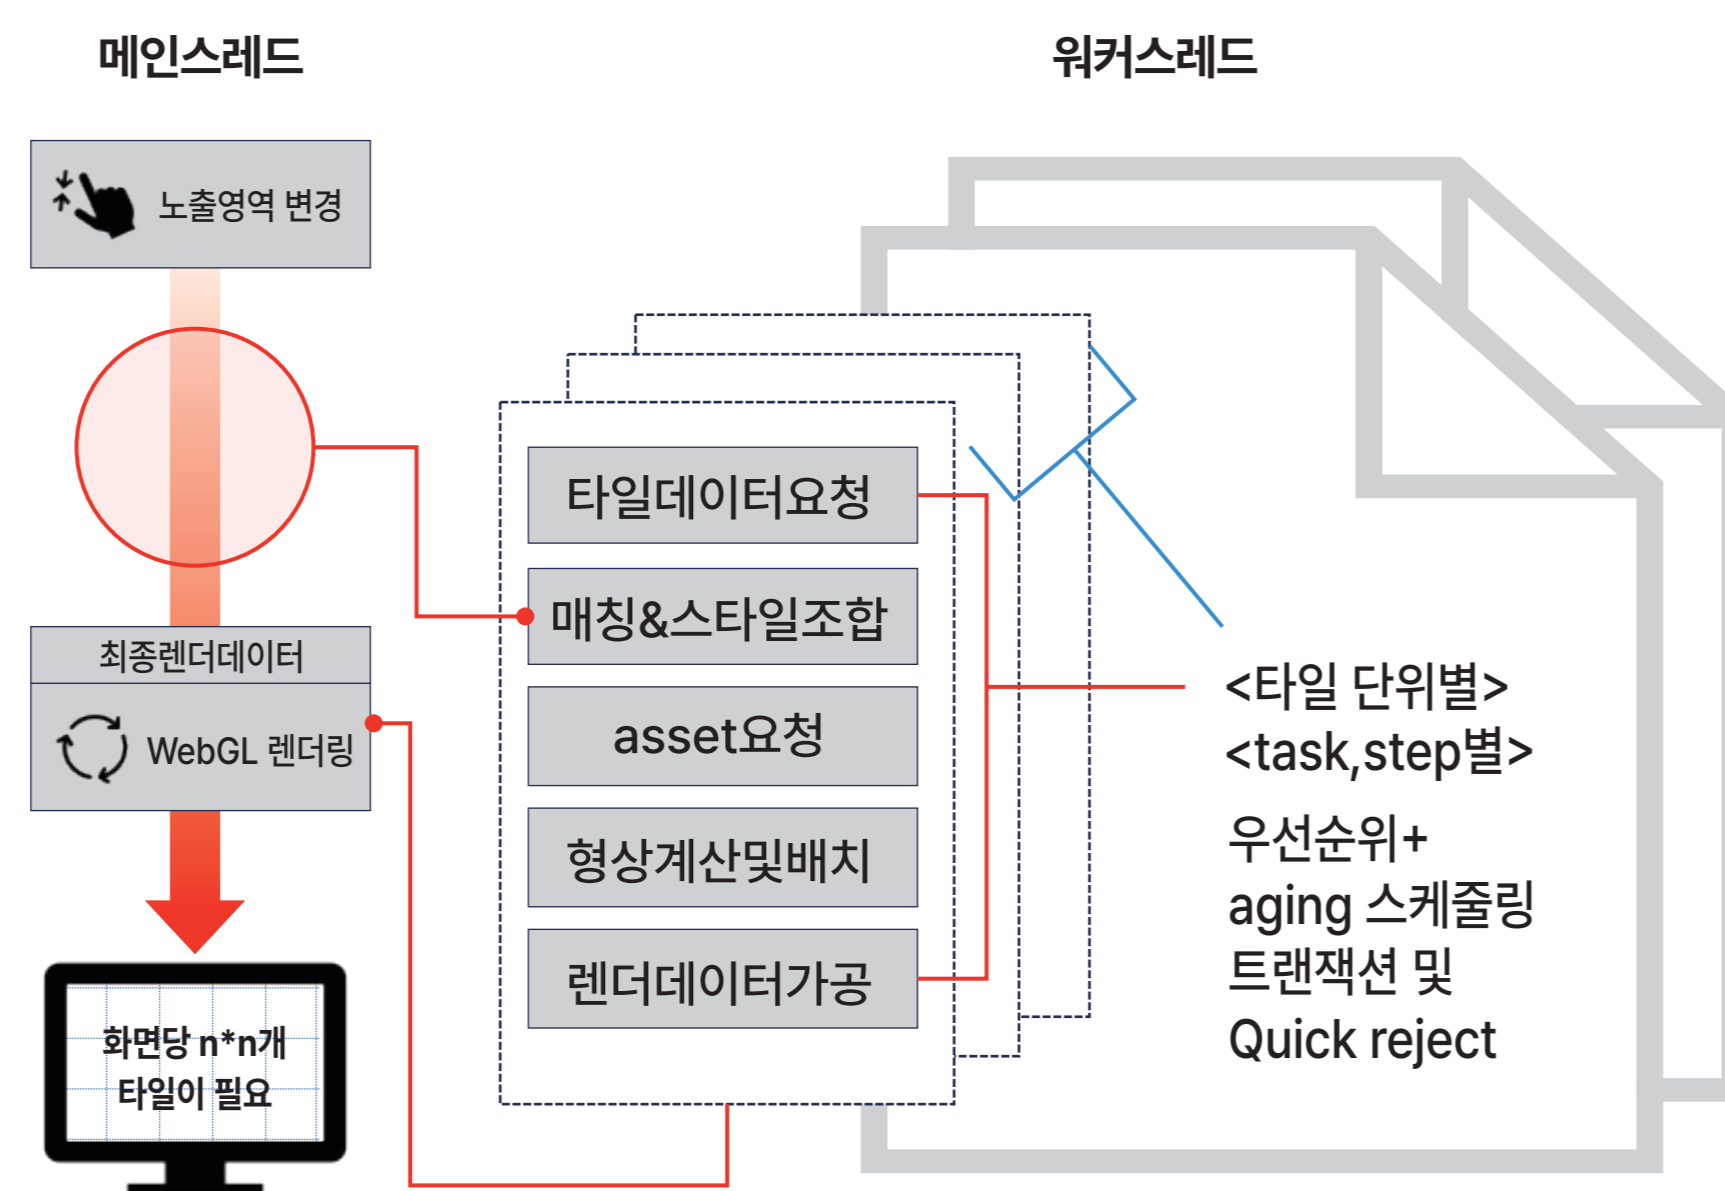 메인스레드
워커스레드
노출영역 변경
최종렌더데이터
WebGL 렌더링
화면당 n*n개
타일이 필요
타일데이터요청
매칭&스타일조합
asset요청
형상계산및배치
렌더데이터가공
<타일 단위별>
<task,step별>
우선순위+
aging 스케줄링
트랜잭션 및
Quick reject